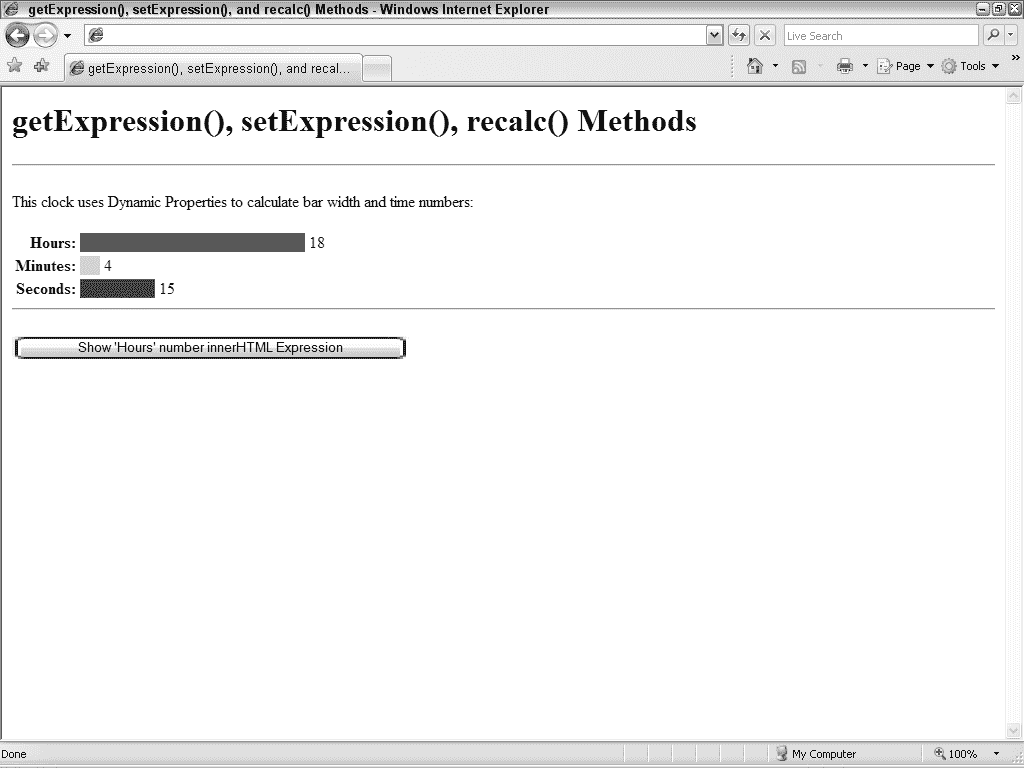 getExpression(), setExpression(), and recalc() Methods - Windows Internet Explorer
Live Search
getExpression(), setExpression(), and recal...
Page
Tools
»
getExpression(), setExpression(), recalc() Methods
This clock uses Dynamic Properties to calculate bar width and time numbers:
Hours: 18
Minutes: 4
Seconds: 15
Show 'Hours' number innerHTML Expression
Done
My Computer
100%